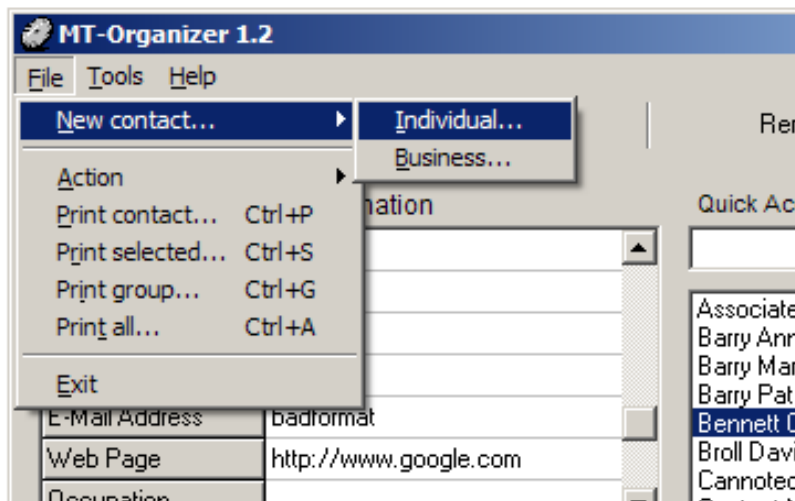 MT-Organizer 1.2
File Tools Help
New contact...
Individual...
Business...
Action
Print contact... Ctrl+P
Print selected... Ctrl+S
Print group... Ctrl+G
Print all... Ctrl+A
Exit
E-Mail Address badformat
Web Page http://www.google.com
Occupation
Quick Ac
Associate
Barry Ann
Barry Mar
Barry Pat
Bennett
Broll Davi